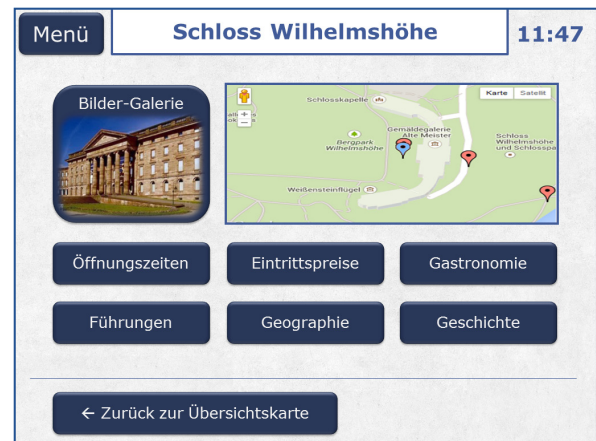 Menü
Schloss Wilhelmshöhe
11:47
Bilder-Galerie
Karte Satellit
Schlosskapelle
Gemäldegalerie
Alte Meister
Bergpark
Wilhelmshöhe
Schloss
Wilhelmshöhe
und Schlosspa
Weißensteinflügel
Öffnungszeiten
Eintrittspreise
Gastronomie
Führungen
Geographie
Geschichte
← Zurück zur Übersichtskarte